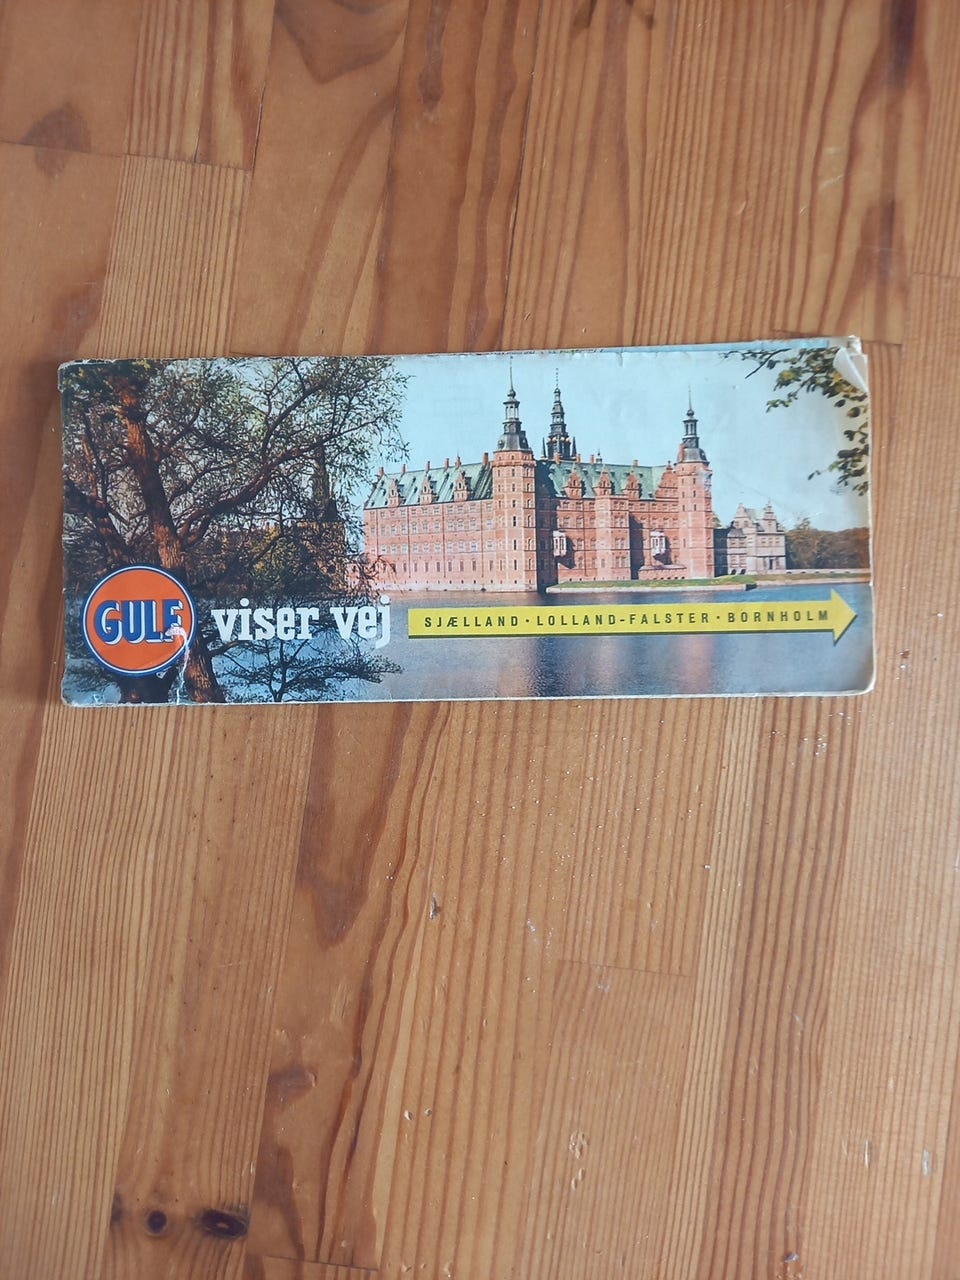 GULF viser vej
SJÆLLAND · LOLLAND-FALSTER · BORNHOLM